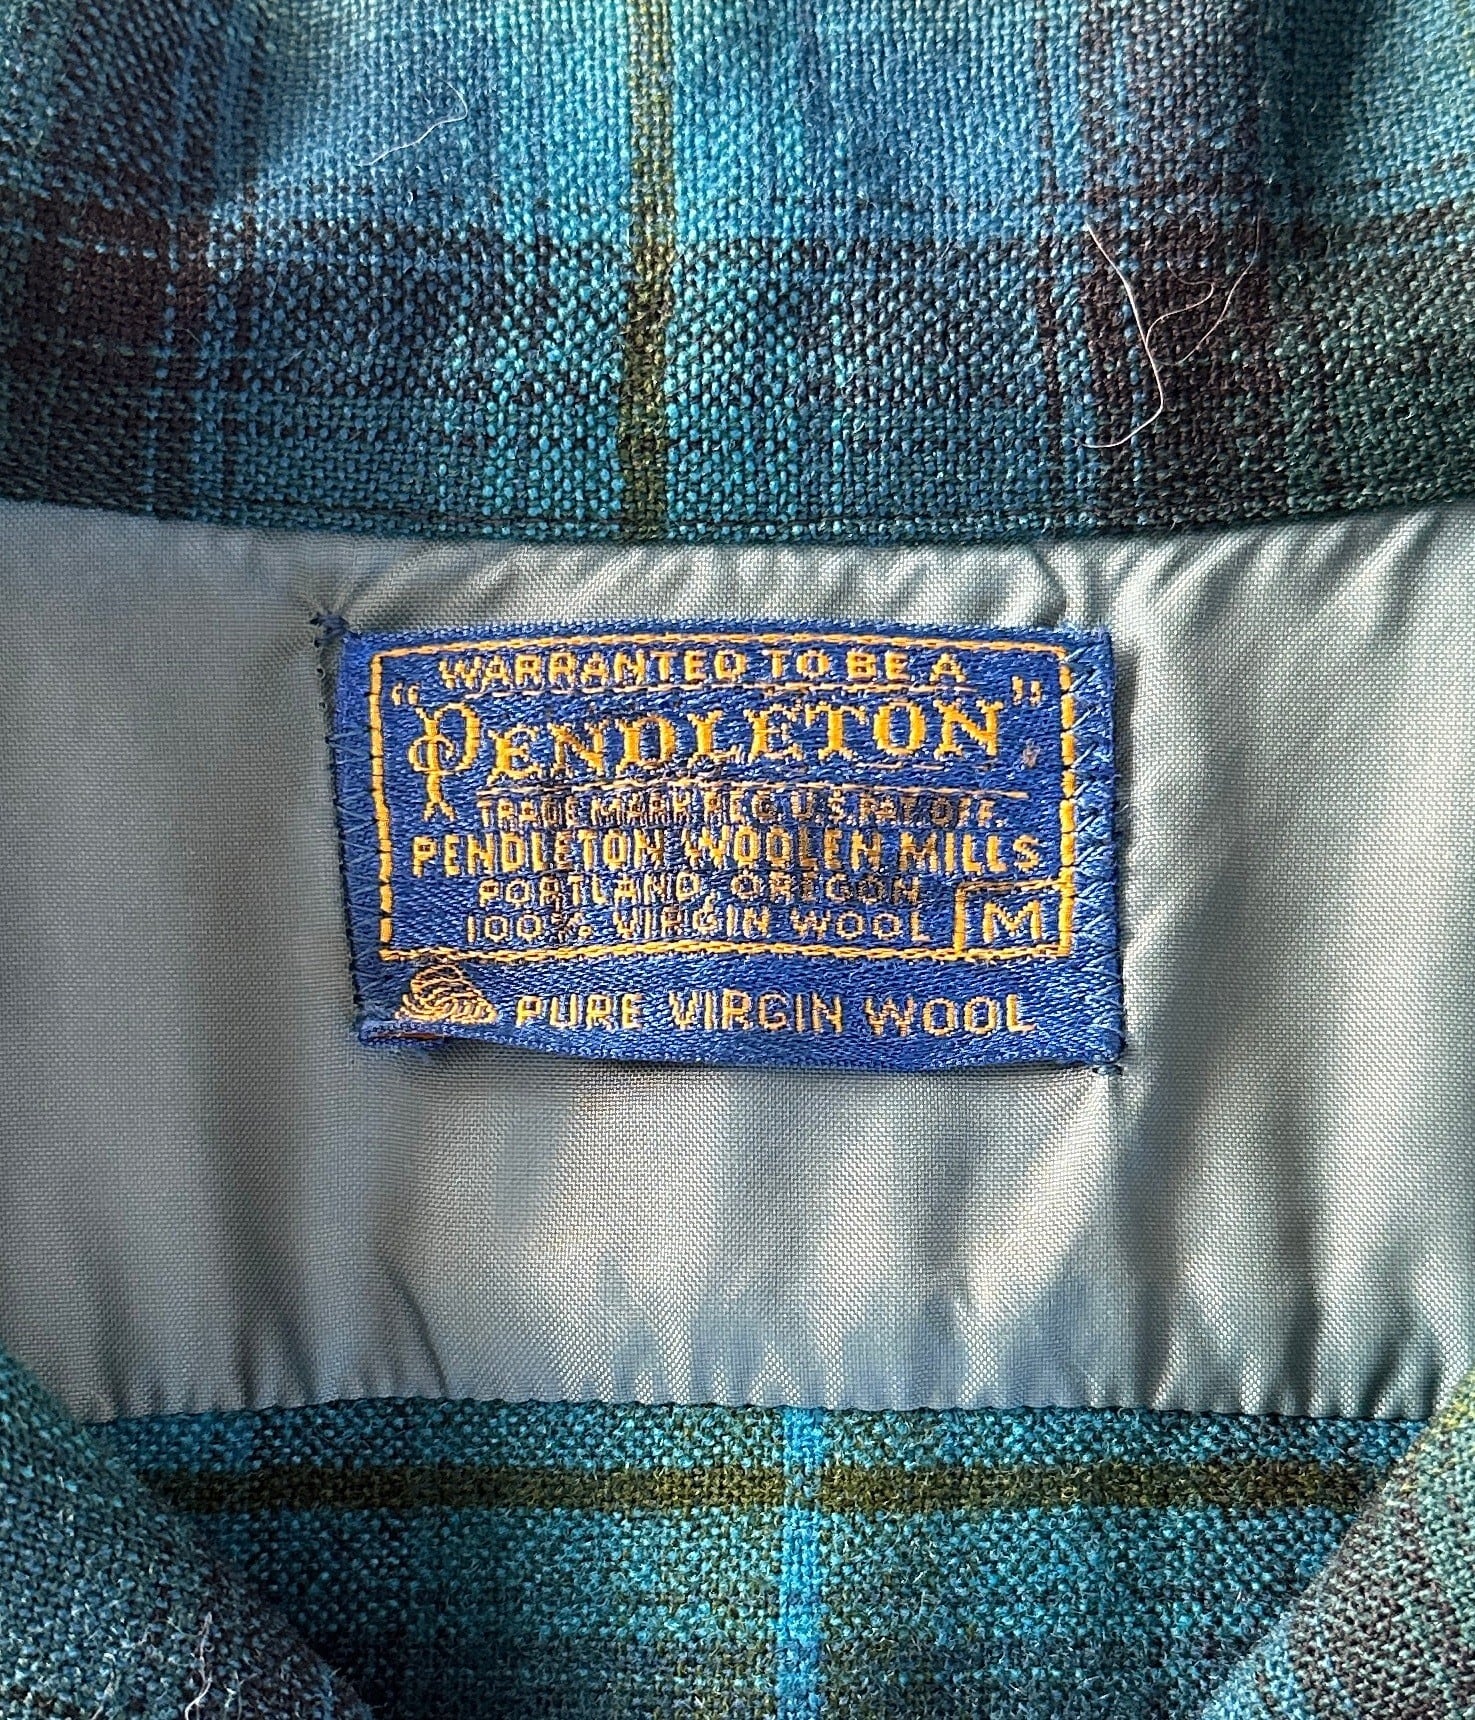 WARRANTED TO BE A
"PENDLETON"
TRADE MARK REG. U.S. PAT. OFF.
PENDLETON WOOLEN MILLS
PORTLAND, OREGON
100% VIRGIN WOOL
M
PURE VIRGIN WOOL